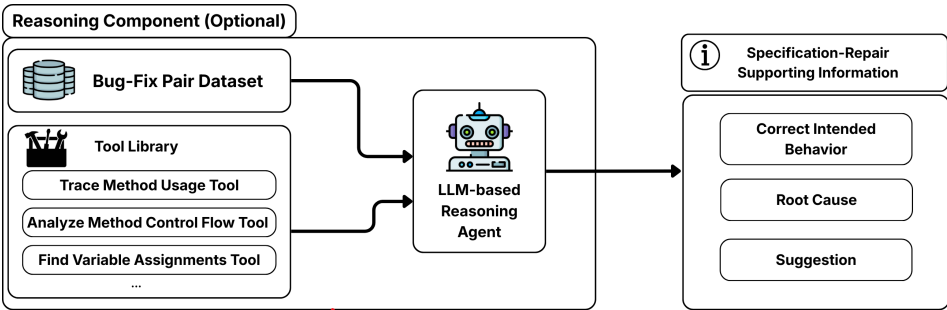 Reasoning Component (Optional)
Bug-Fix Pair Dataset
Tool Library
Trace Method Usage Tool
Analyze Method Control Flow Tool
Find Variable Assignments Tool
...
LLM-based
Reasoning
Agent
i
Specification-Repair
Supporting Information
Correct Intended
Behavior
Root Cause
Suggestion